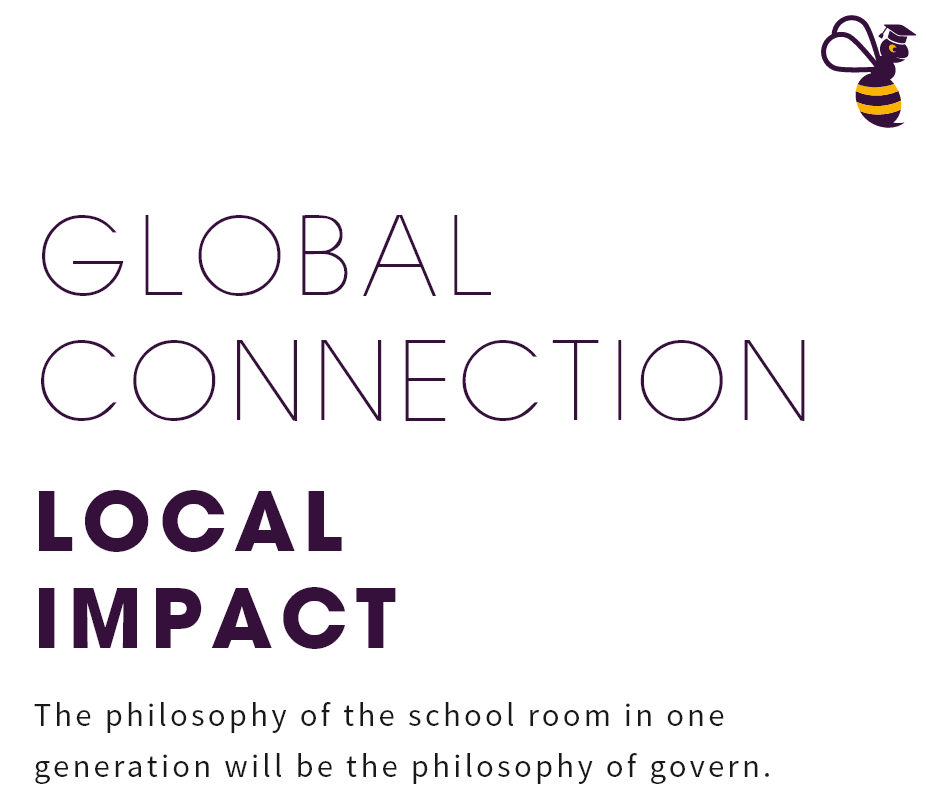 GLOBAL
CONNECTION
LOCAL
IMPACT
The philosophy of the school room in one
generation will be the philosophy of govern.